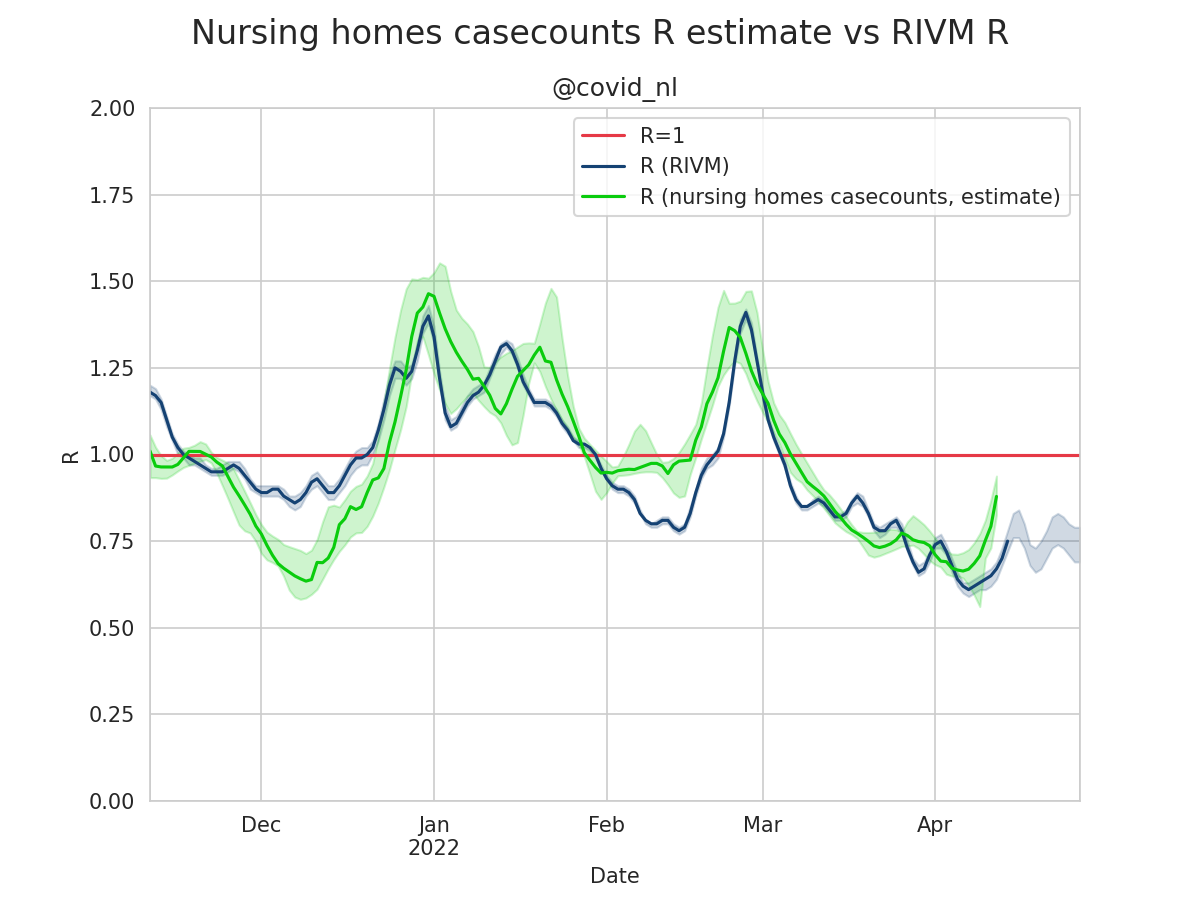 Nursing homes casecounts R estimate vs RIVM R
@covid_nl
R=1
R (RIVM)
R (nursing homes casecounts, estimate)
2.00
1.75
1.50
1.25
1.00
0.75
0.50
0.25
0.00
R
Dec
Jan
2022
Feb
Mar
Apr
Date